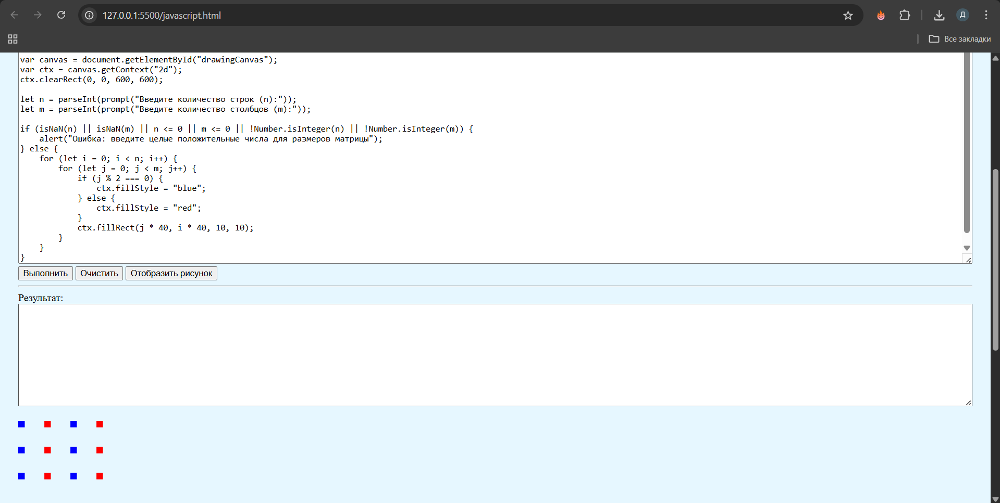 127.0.0.1:5500/javascript.html
Д
Все закладки
var canvas = document.getElementById("drawingCanvas");
var ctx = canvas.getContext("2d");
ctx.clearRect(0, 0, 600, 600);
let n = parseInt(prompt("Введите количество строк (n):"));
let m = parseInt(prompt("Введите количество столбцов (m):"));
if (isNaN(n) || isNaN(m) || n <= 0 || m <= 0 || !Number.isInteger(n) || !Number.isInteger(m)) {
    alert("Ошибка: введите целые положительные числа для размеров матрицы");
} else {
    for (let i = 0; i < n; i++) {
        for (let j = 0; j < m; j++) {
            if (j % 2 === 0) {
                ctx.fillStyle = "blue";
            } else {
                ctx.fillStyle = "red";
            }
            ctx.fillRect(j * 40, i * 40, 10, 10);
        }
    }
}
Выполнить Очистить Отобразить рисунок
Результат: